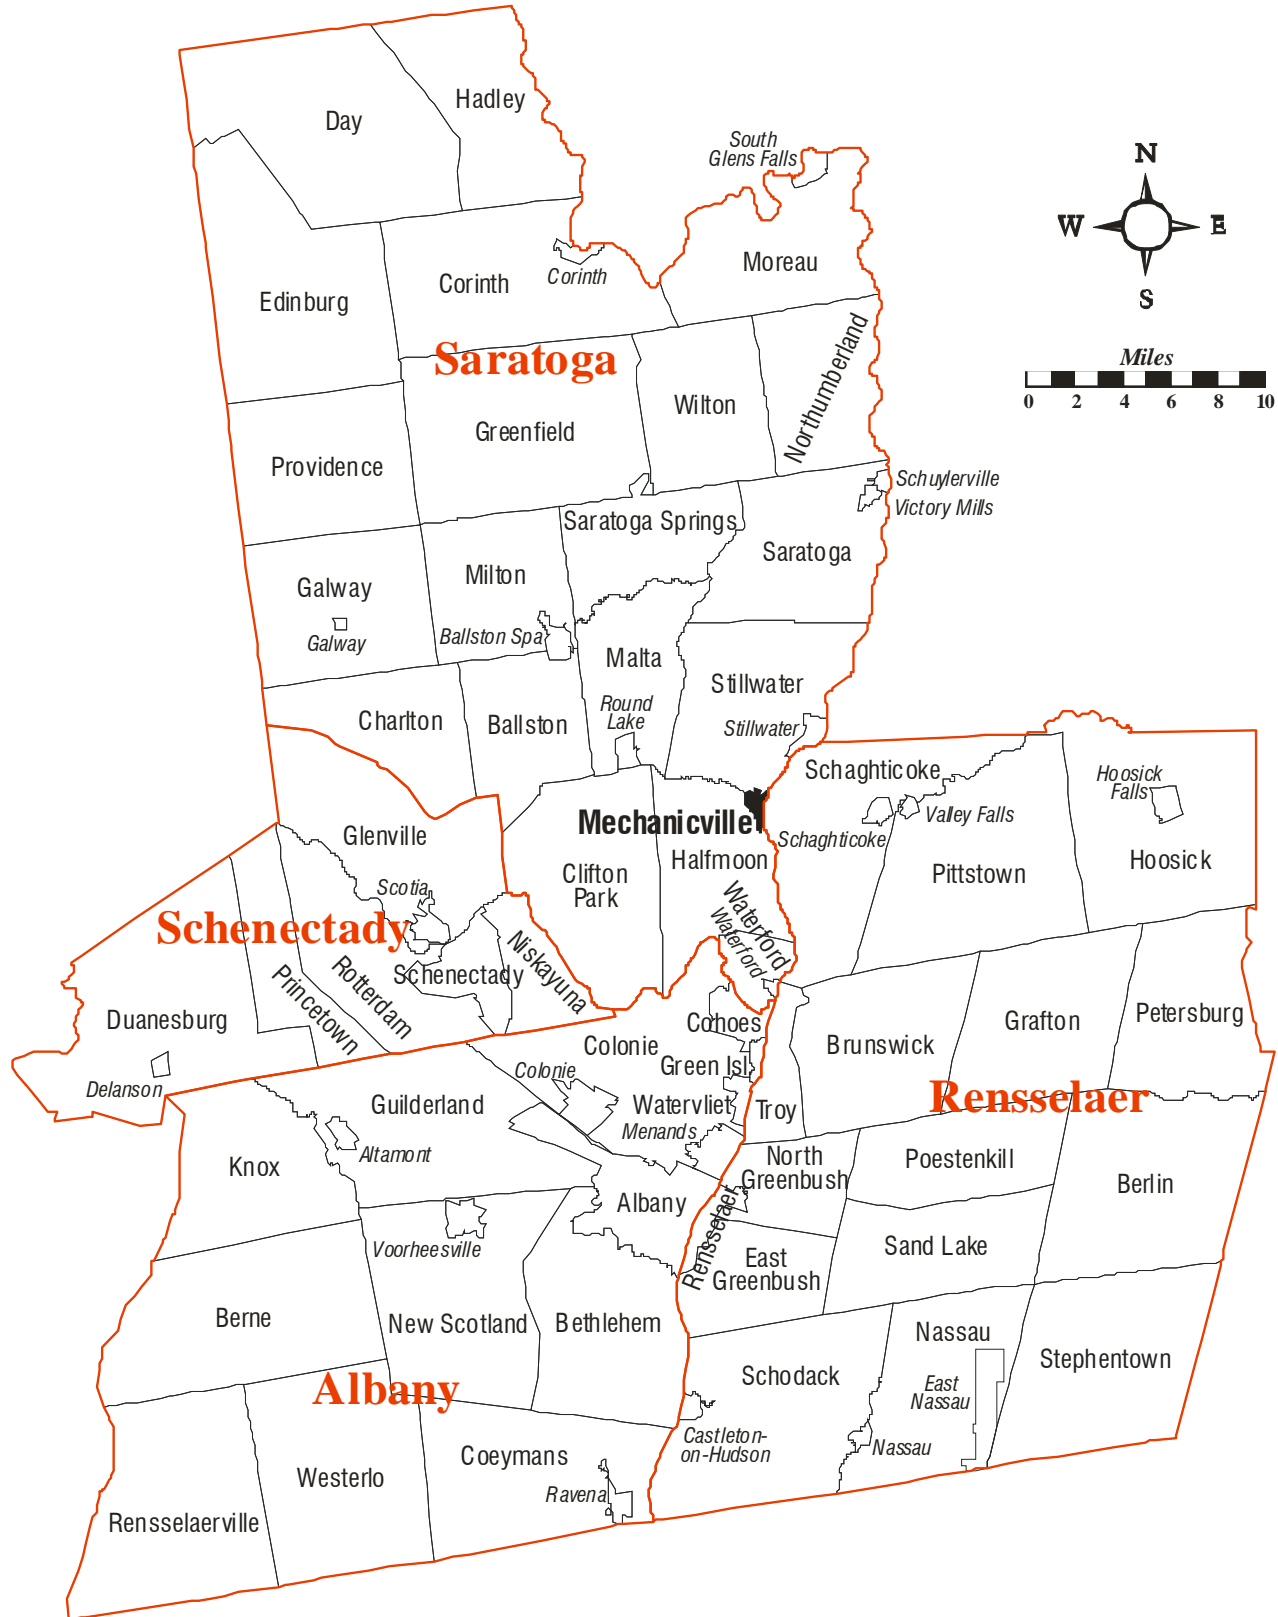 Hadley
Day
South
Glens Falls
N
W
E
S
Moreau
Corinth
Corinth
Edinburg
Saratoga
Miles
0 2 4 6 8 10
Northumberland
Wilton
Greenfield
Providence
Schuylerville
Victory Mills
Saratoga Springs
Saratoga
Milton
Galway
Galway
Ballston Spa
Malta
Stillwater
Round
Lake
Stillwater
Charlton
Ballston
Schaghticoke
Hoosick
Falls
Valley Falls
Schaghticoke
Mechanicville
Glenville
Halfmoon
Clifton
Park
Pittstown
Hoosick
Scotia
Schenectady
Waterford
Waterford
Niskayuna
Rotterdam
Schenectady
Princetown
Duanesburg
Delanson
Cohoes
Colonie
Green Isl.
Colonie
Watervliet
Menands
Troy
Brunswick
Grafton
Petersburg
Rensselaer
Guilderland
Altamont
Knox
North
Greenbush
Poestenkill
Berlin
Albany
Rensselaer
Voorheesville
Sand Lake
East
Greenbush
Berne
New Scotland
Bethlehem
Nassau
Stephentown
Schodack
East
Nassau
Albany
Castleton-
on-Hudson
Nassau
Coeymans
Westerlo
Ravena
Rensselaerville